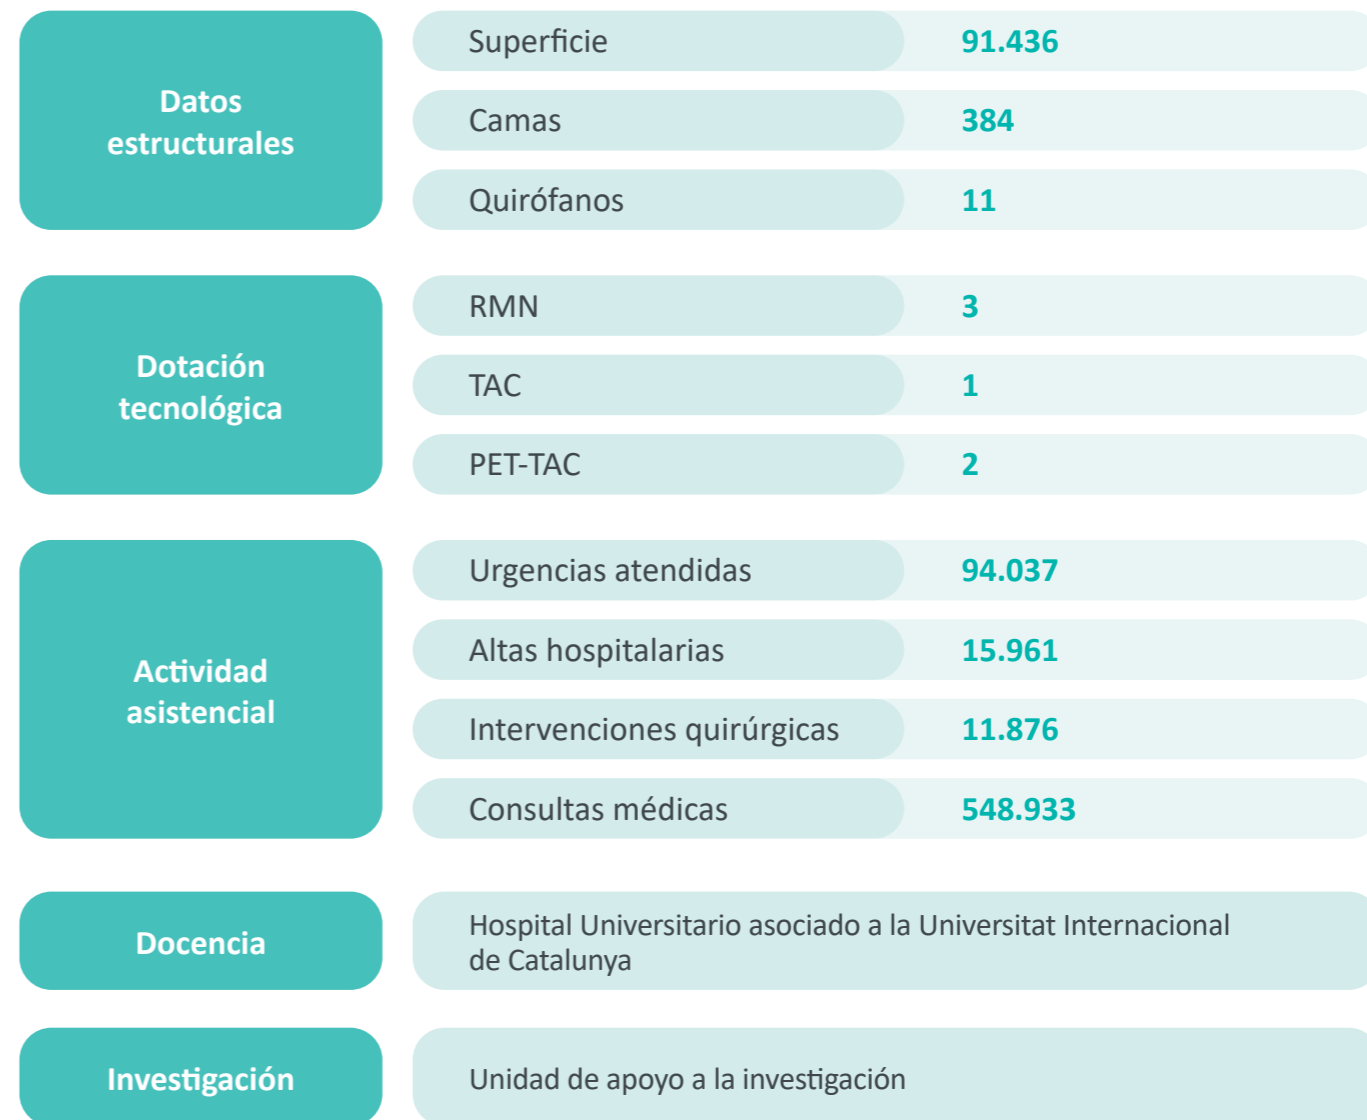 Datos
estructurales
Superficie 91.436
Camas 384
Quirófanos 11
Dotación
tecnológica
RMN 3
TAC 1
PET-TAC 2
Actividad
asistencial
Urgencias atendidas 94.037
Altas hospitalarias 15.961
Intervenciones quirúrgicas 11.876
Consultas médicas 548.933
Docencia
Hospital Universitario asociado a la Universitat Internacional
de Catalunya
Investigación
Unidad de apoyo a la investigación